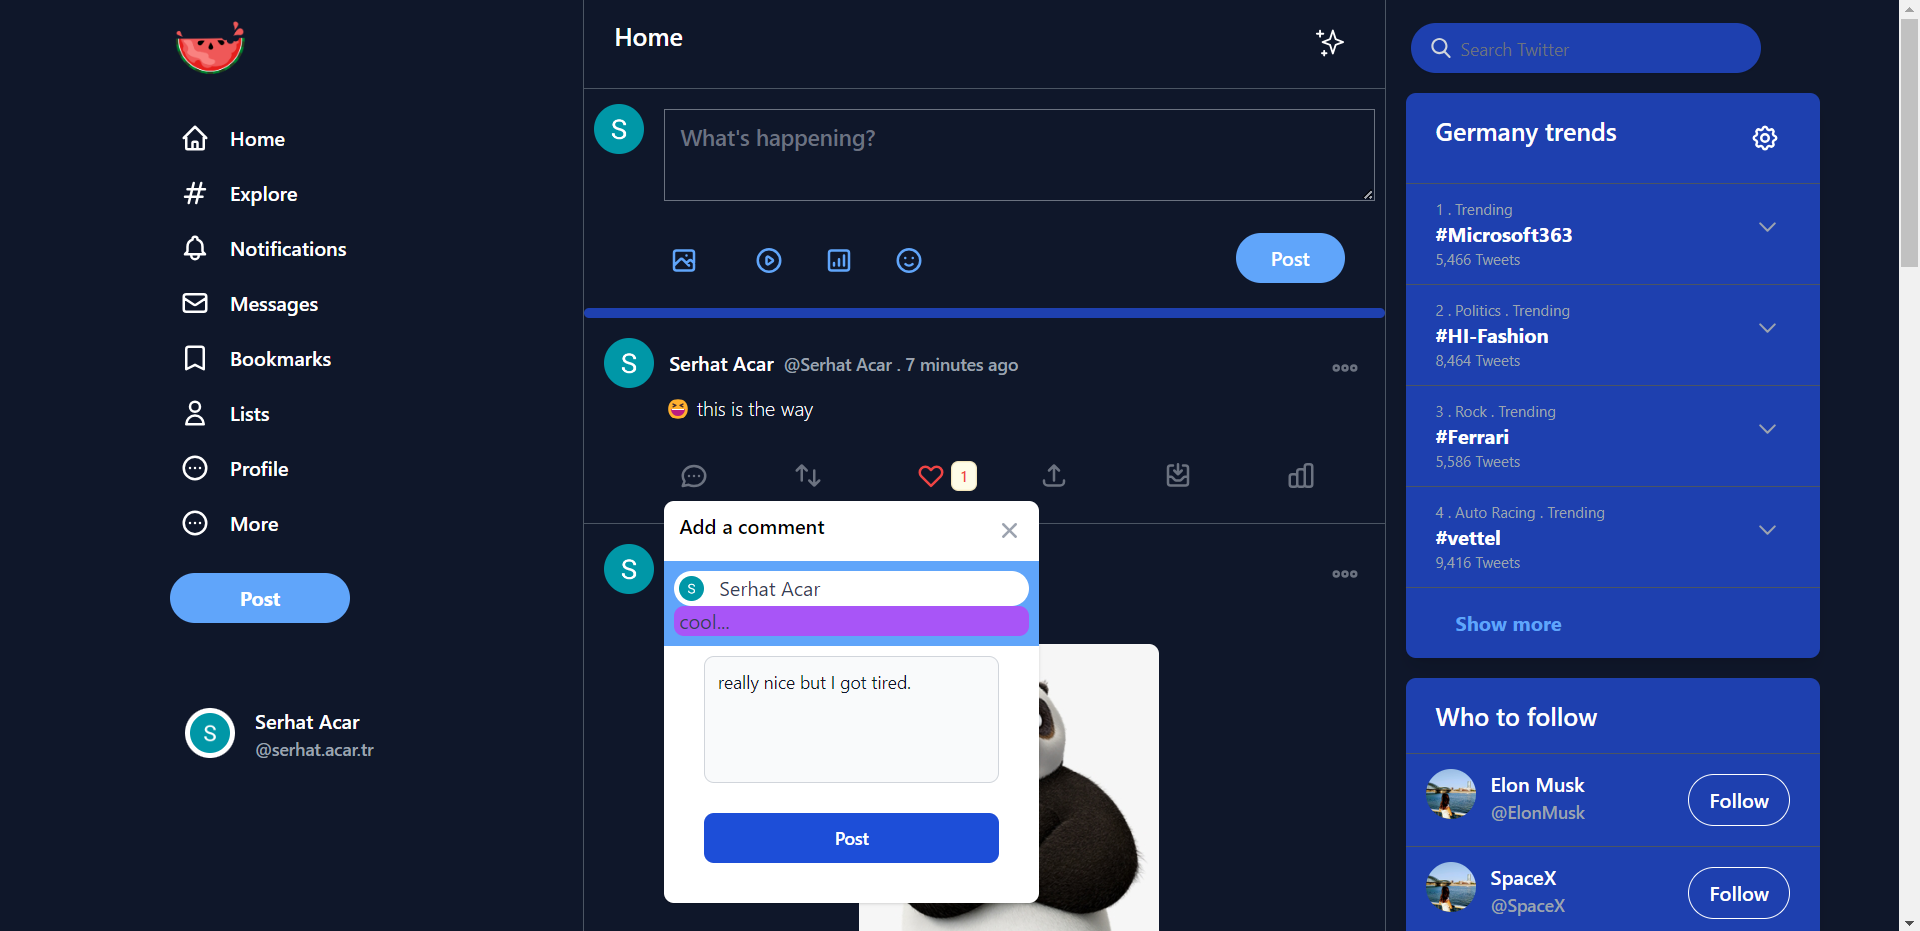 Home
Explore
Notifications
Messages
Bookmarks
Lists
Profile
More
Post
S
Serhat Acar
@serhat.acar.tr
Home
S
What's happening?
Post
S
Serhat Acar @Serhat Acar . 7 minutes ago
😆 this is the way
1
S
Add a comment
S Serhat Acar
cool...
really nice but I got tired.
Post
Search Twitter
Germany trends
1 . Trending
#Microsoft363
5,466 Tweets
2 . Politics . Trending
#HI-Fashion
8,464 Tweets
3 . Rock . Trending
#Ferrari
5,586 Tweets
4 . Auto Racing . Trending
#vettel
9,416 Tweets
Show more
Who to follow
Elon Musk
@ElonMusk
Follow
SpaceX
@SpaceX
Follow